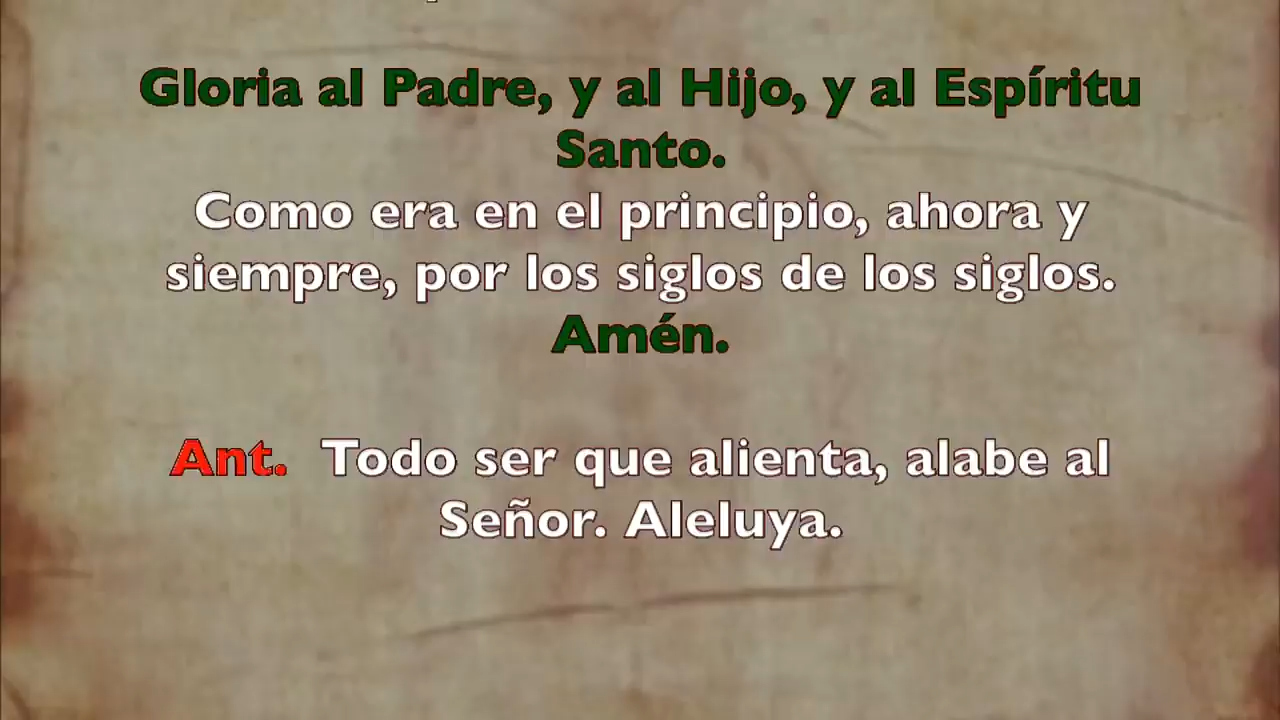 Gloria al Padre, y al Hijo, y al Espíritu
Santo.
Como era en el principio, ahora y
siempre, por los siglos de los siglos.
Amén.
Ant. Todo ser que alienta, alabe al
Señor. Aleluya.